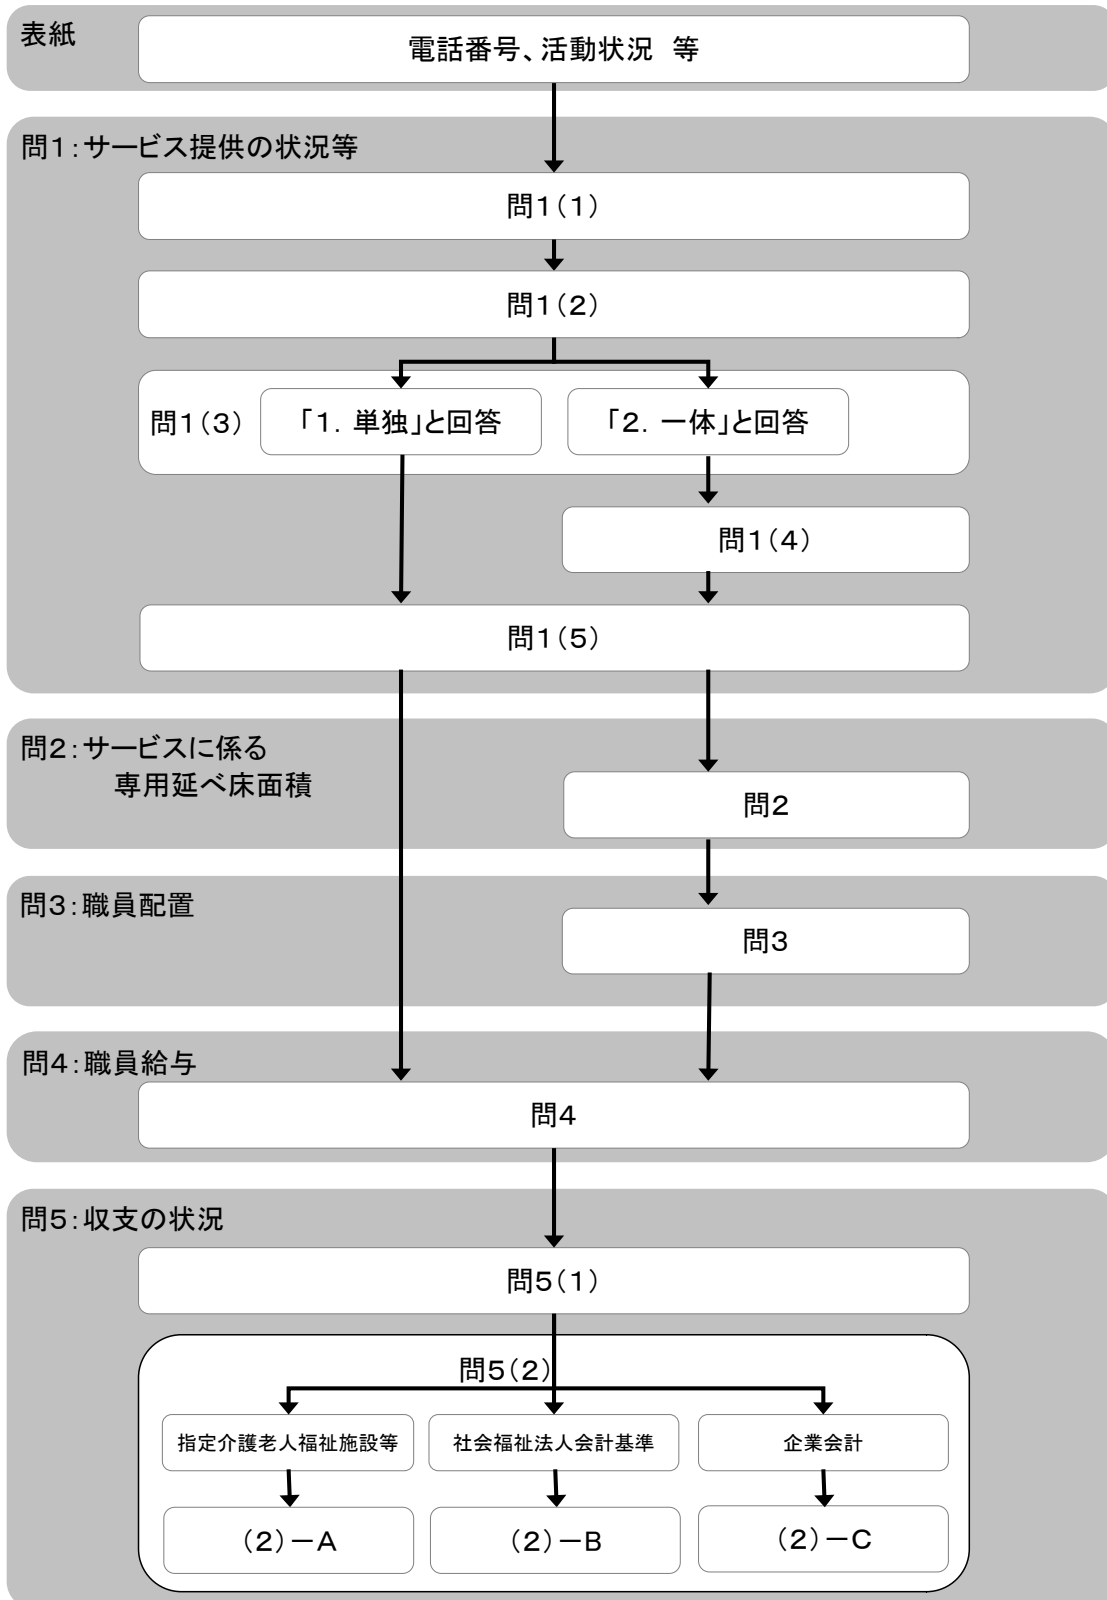 表紙
電話番号、活動状況 等
問1：サービス提供の状況等
問1（1）
問1（2）
問1（3）
「1．単独」と回答
「2．一体」と回答
問1（4）
問1（5）
問2：サービスに係る
専用延べ床面積
問2
問3：職員配置
問3
問4：職員給与
問4
問5：収支の状況
問5（1）
問5（2）
指定介護老人福祉施設等
社会福祉法人会計基準
企業会計
（2）－A
（2）－B
（2）－C